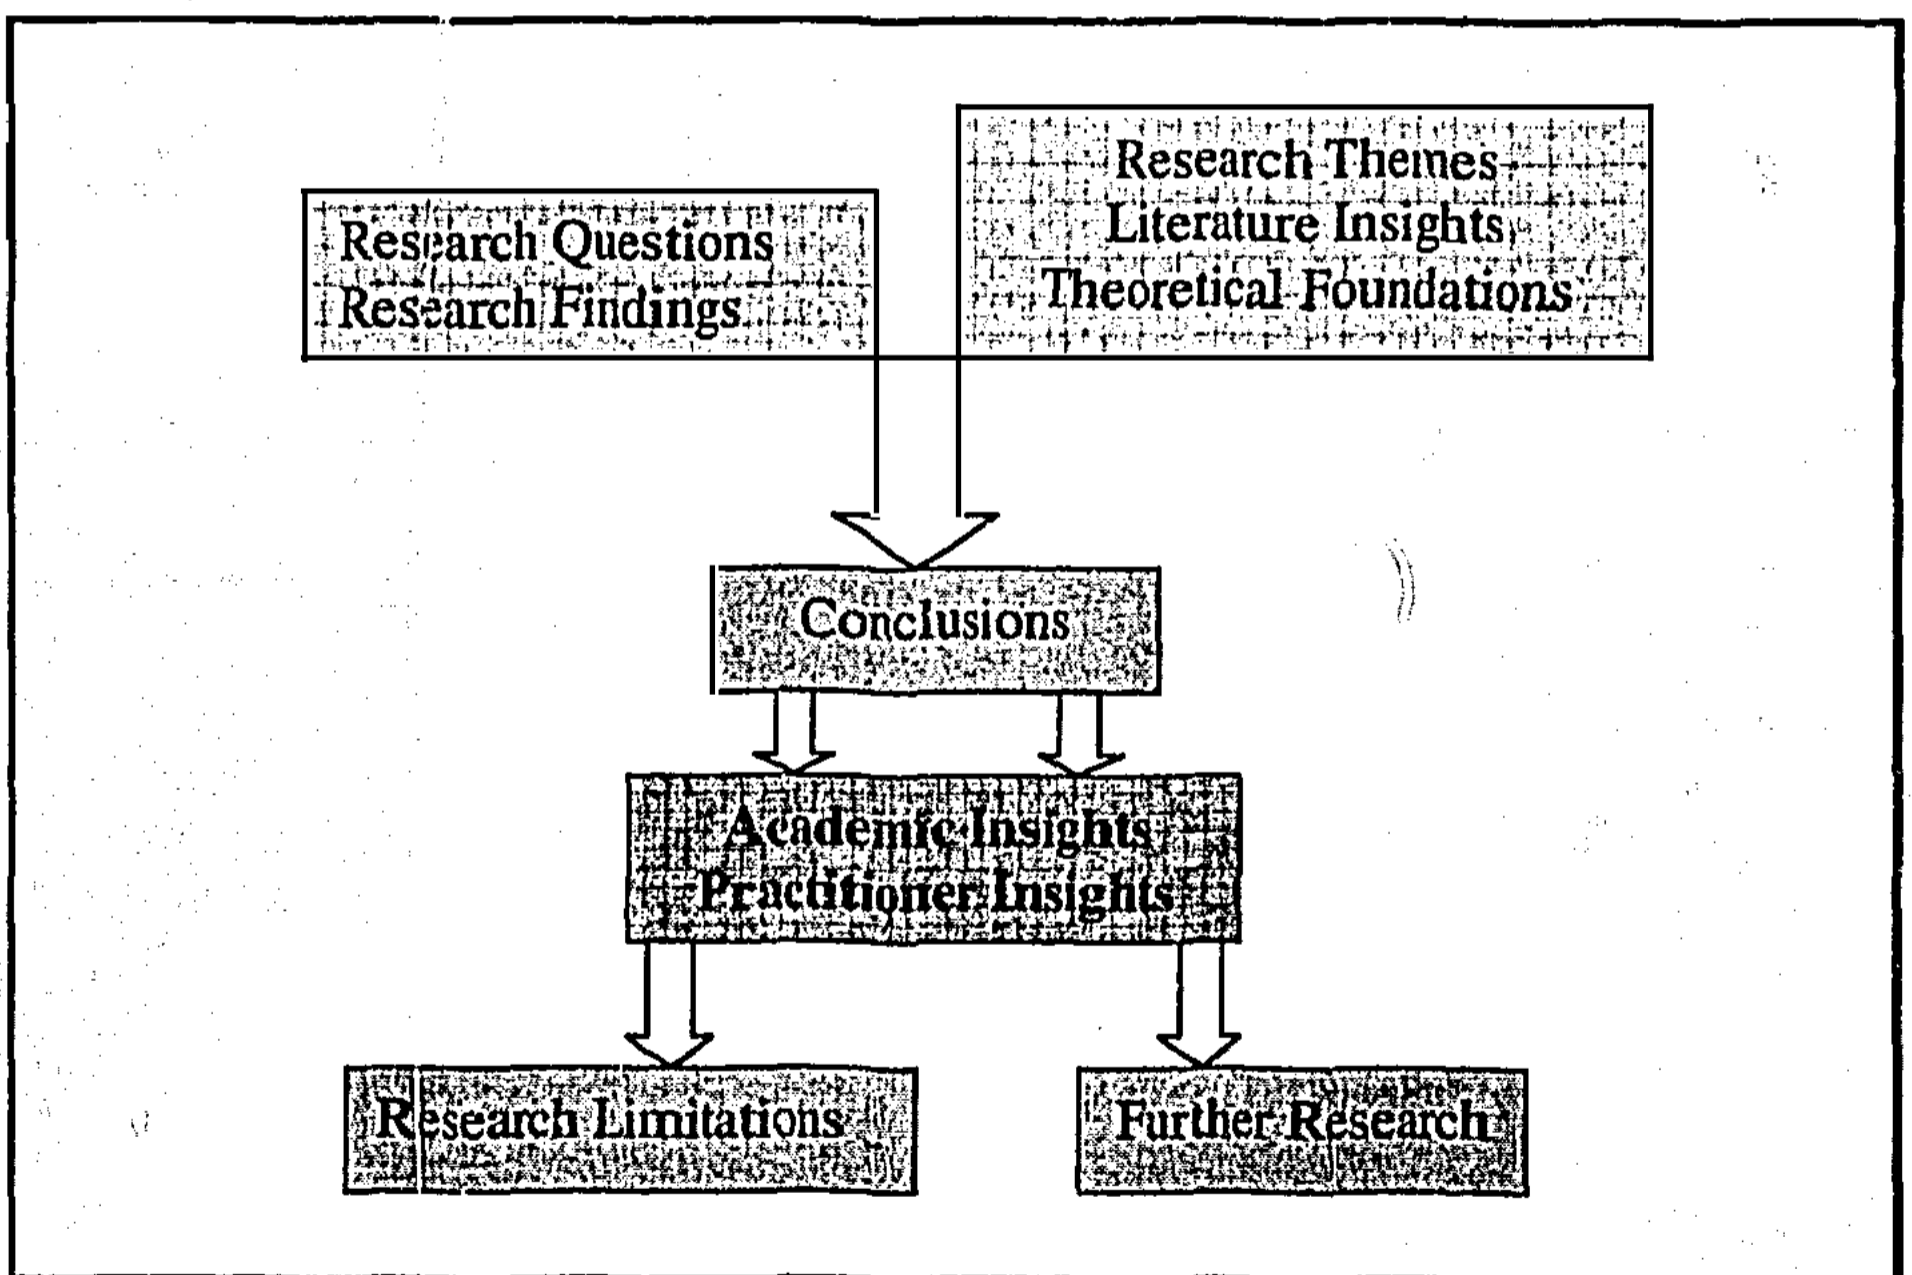 Research Questions
Research Findings
Research Themes
Literature Insights
Theoretical Foundations
Conclusions
Academic Insights
Practitioner Insights
Research Limitations
Further Research